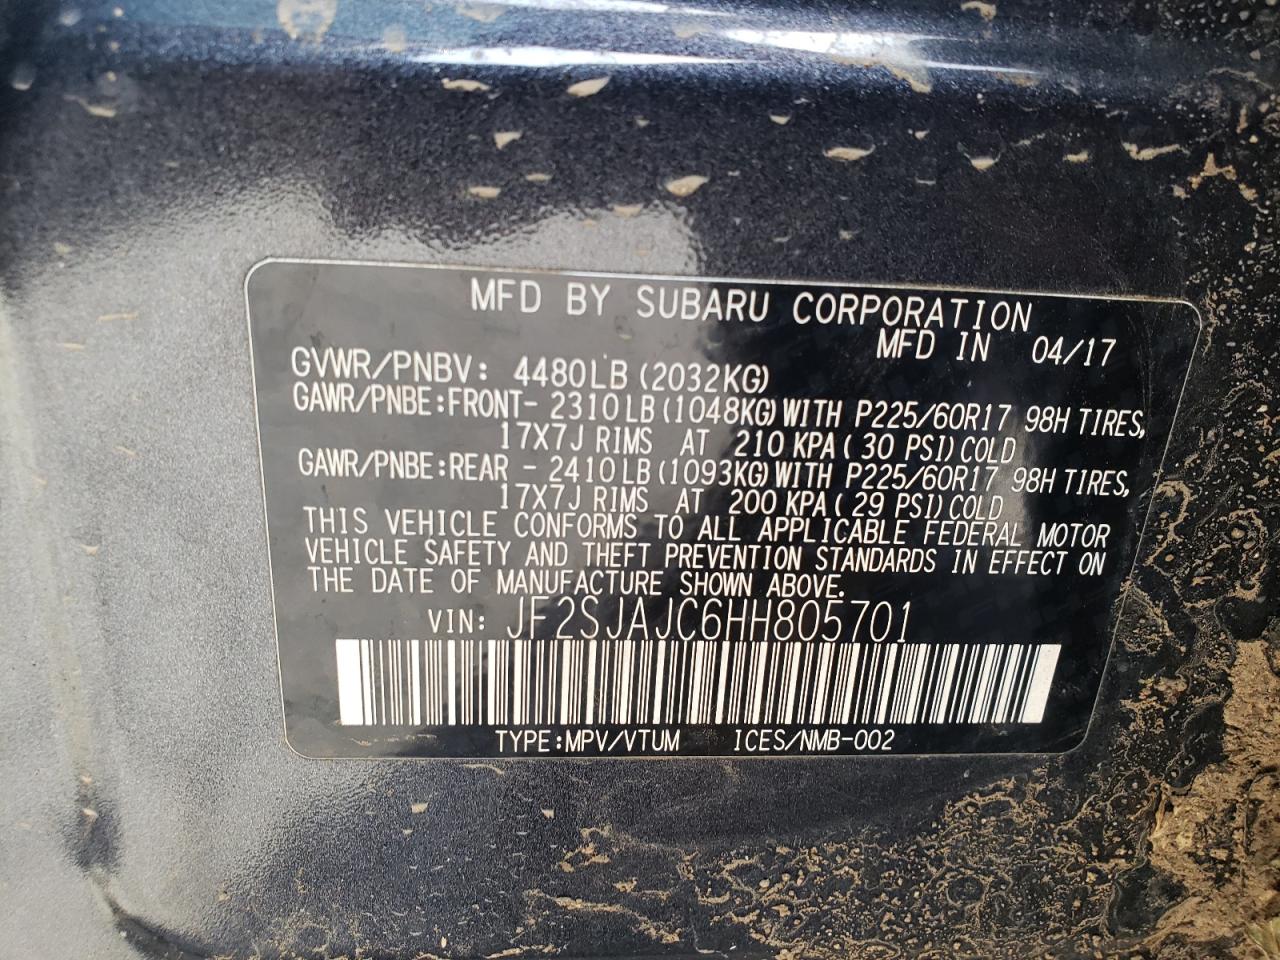 MFD BY SUBARU CORPORATION
MFD IN 04/17
GVWR/PNBV: 4480LB (2032KG)
GAWR/PNBE:FRONT- 2310LB(1048KG)WITH P225/60R17 98H TIRES,
17X7J RIMS AT 210 KPA( 30 PSI)COLD
GAWR/PNBE:REAR - 2410LB(1093KG)WITH P225/60R17 98H TIRES,
17X7J RIMS AT 200 KPA( 29 PSI)COLD
THIS VEHICLE CONFORMS TO ALL APPLICABLE FEDERAL MOTOR
VEHICLE SAFETY AND THEFT PREVENTION STANDARDS IN EFFECT ON
THE DATE OF MANUFACTURE SHOWN ABOVE.
VIN: JF2SJAJC6HH805701
TYPE:MPV/VTUM ICES/NMB-002